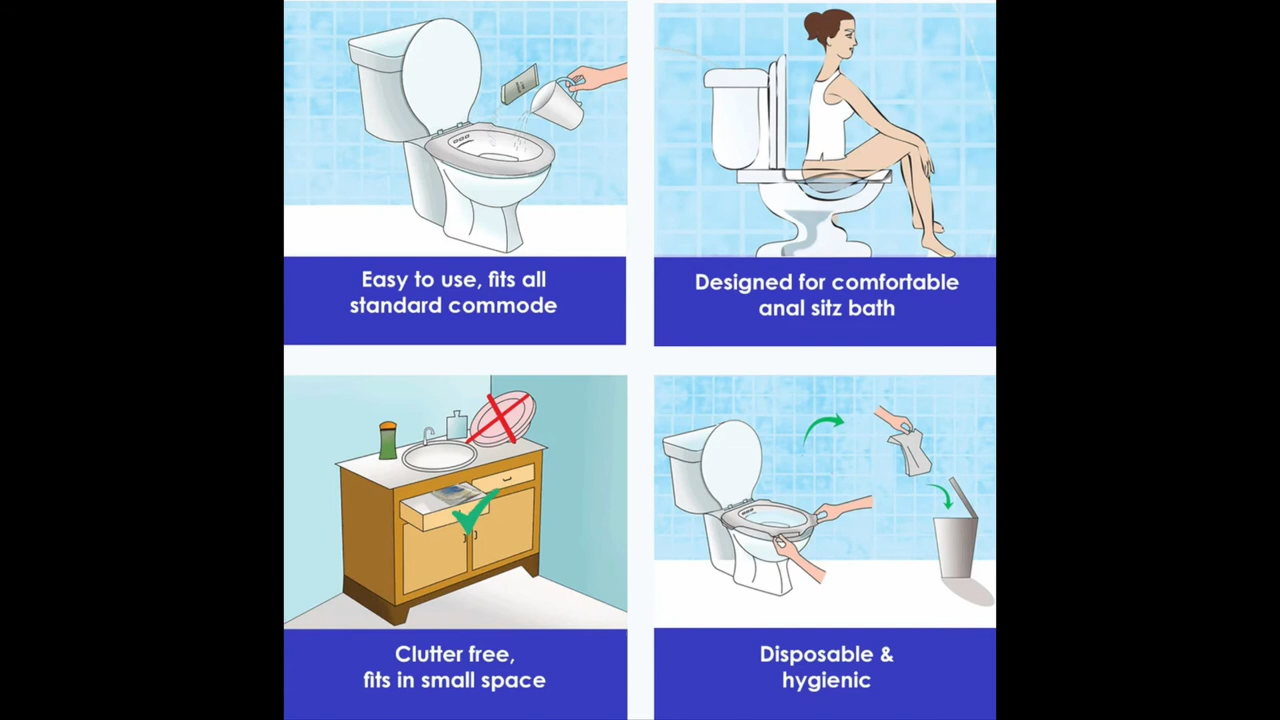 Easy to use, fits all
standard commode
Designed for comfortable
anal sitz bath
Clutter free,
fits in small space
Disposable &
hygienic